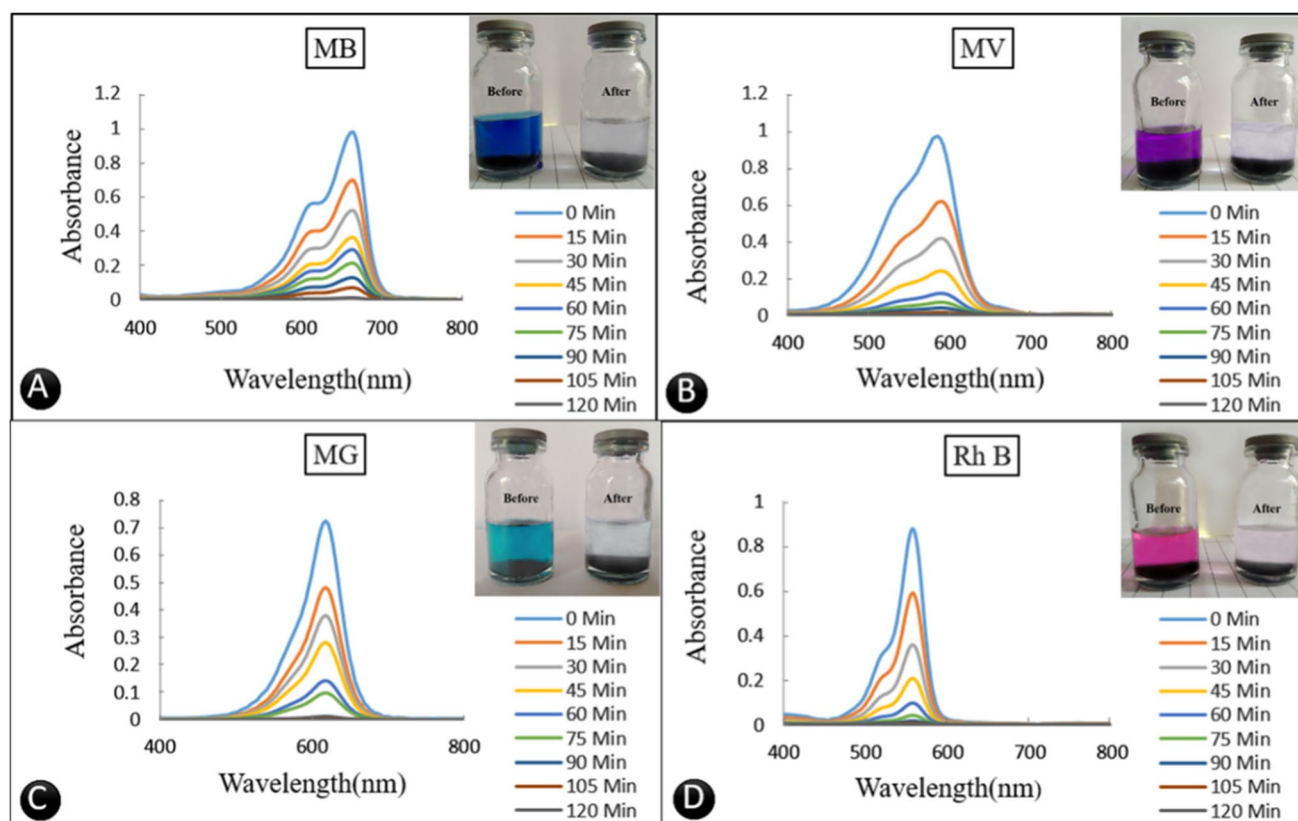 MB
Before
After
Absorbance
1.2
1
0.8
0.6
0.4
0.2
0
400
500
600
700
800
Wavelength(nm)
0 Min
15 Min
30 Min
45 Min
60 Min
75 Min
90 Min
105 Min
120 Min
A
MV
Before
After
Absorbance
1.2
1
0.8
0.6
0.4
0.2
0
400
500
600
700
800
Wavelength(nm)
0 Min
15 Min
30 Min
45 Min
60 Min
75 Min
90 Min
105 Min
120 Min
B
MG
Before
After
Absorbance
0.8
0.7
0.6
0.5
0.4
0.3
0.2
0.1
0
400
600
800
Wavelength(nm)
0 Min
15 Min
30 Min
45 Min
60 Min
75 Min
90 Min
105 Min
120 Min
C
Rh B
Before
After
Absorbance
1
0.8
0.6
0.4
0.2
0
400
500
600
700
800
Wavelength(nm)
0 Min
15 Min
30 Min
45 Min
60 Min
75 Min
90 Min
105 Min
120 Min
D